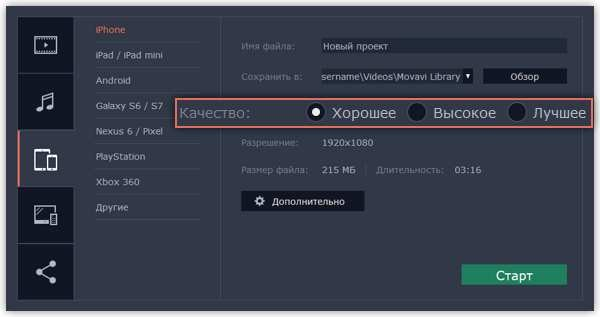 iPhone
iPad / iPad mini
Android
Galaxy S6 / S7
Nexus 6 / Pixel
PlayStation
Xbox 360
Другие
Имя файла: Новый проект
Сохранить в: sername\Videos\Movavi Library Обзор
Качество: Хорошее Высокое Лучшее
Разрешение: 1920x1080
Размер файла: 215 МБ Длительность: 03:16
Дополнительно
Старт